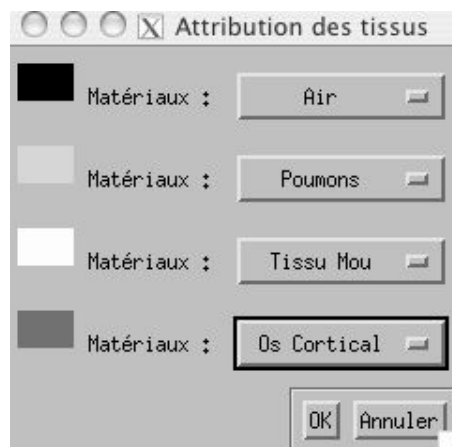 Attribution des tissus
Matériaux : Air
Matériaux : Poumons
Matériaux : Tissu Mou
Matériaux : Os Cortical
OK Annuler